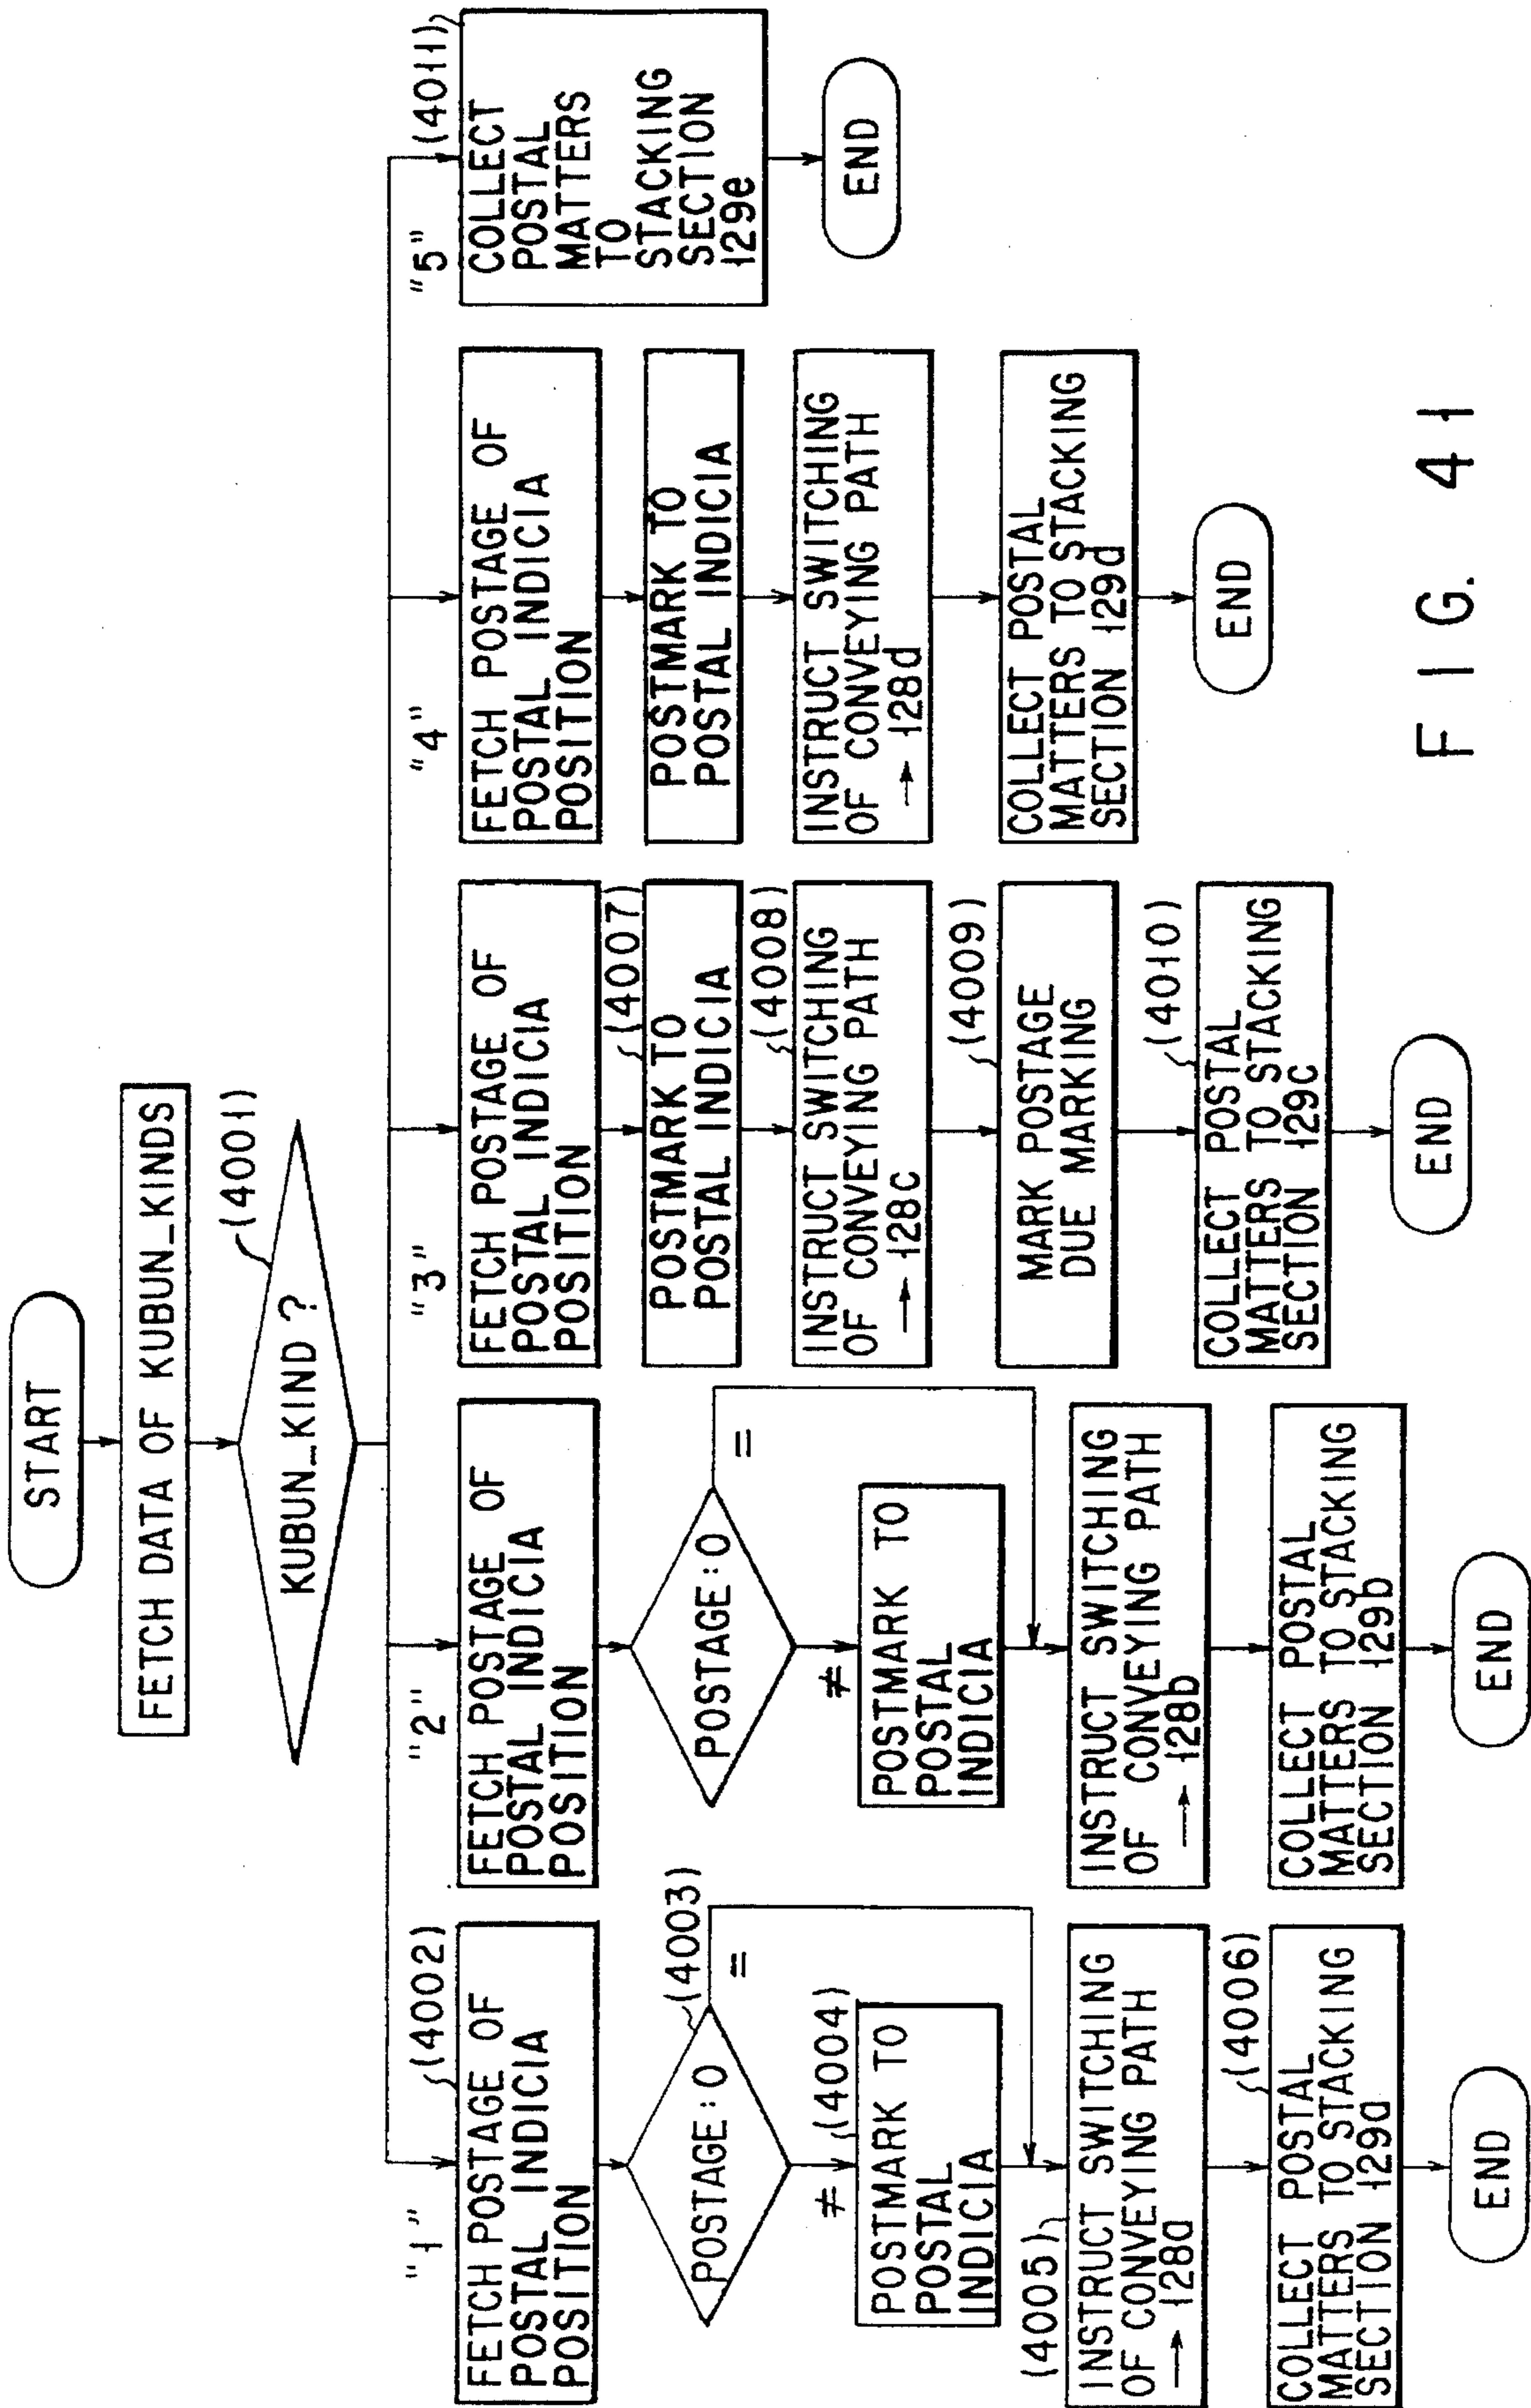 START
FETCH DATA OF KUBUN_KINDS
(4001)
KUBUN_KIND ?
"1"
(4002)
FETCH POSTAGE OF
POSTAL INDICIA
POSITION
(4003)
POSTAGE:0
=
≠
(4004)
POSTMARK TO
POSTAL
INDICIA
(4005)
INSTRUCT SWITCHING
OF CONVEYING PATH
→ 128a
(4006)
COLLECT POSTAL
MATTERS TO STACKING
SECTION 129a
END
"2"
FETCH POSTAGE OF
POSTAL INDICIA
POSITION
POSTAGE:0
=
≠
POSTMARK TO
POSTAL
INDICIA
INSTRUCT SWITCHING
OF CONVEYING PATH
→ 128b
COLLECT POSTAL
MATTERS TO STACKING
SECTION 129b
END
"3"
FETCH POSTAGE OF
POSTAL INDICIA
POSITION
(4007)
POSTMARK TO
POSTAL INDICIA
(4008)
INSTRUCT SWITCHING
OF CONVEYING PATH
→ 128c
(4009)
MARK POSTAGE
DUE MARKING
(4010)
COLLECT POSTAL
MATTERS TO STACKING
SECTION 129c
END
"4"
FETCH POSTAGE OF
POSTAL INDICIA
POSITION
POSTMARK TO
POSTAL INDICIA
INSTRUCT SWITCHING
OF CONVEYING PATH
→ 128d
COLLECT POSTAL
MATTERS TO STACKING
SECTION 129d
END
"5"
(4011)
COLLECT
POSTAL
MATTERS
TO
STACKING
SECTION
129e
END
FIG. 41